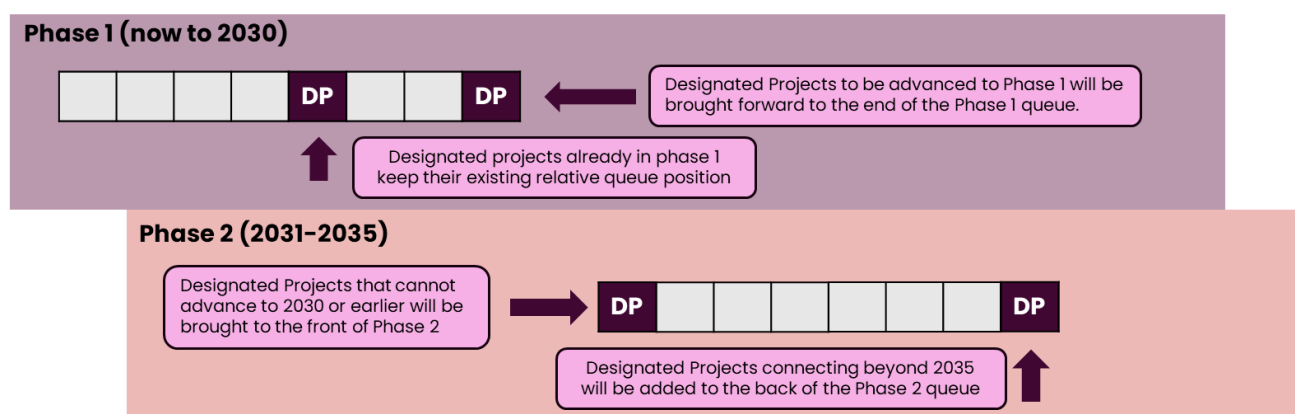 Phase 1 (now to 2030)
DP
DP
Designated Projects to be advanced to Phase 1 will be
brought forward to the end of the Phase 1 queue.
Designated projects already in phase 1
keep their existing relative queue position
Phase 2 (2031-2035)
Designated Projects that cannot
advance to 2030 or earlier will be
brought to the front of Phase 2
DP
DP
Designated Projects connecting beyond 2035
will be added to the back of the Phase 2 queue